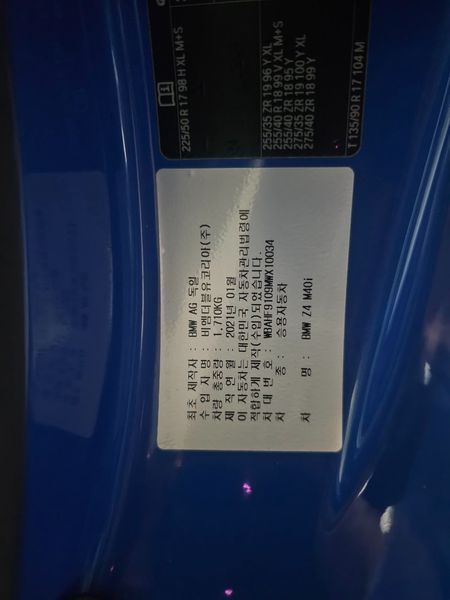 225/50 R 17 98 H XL M+S
255/35 ZR 19 96 Y XL
255/40 R 18 99 V XL M+S
255/40 ZR 18 95 Y
275/35 ZR 19 100 Y XL
275/40 ZR 18 99 Y
T 135/90 R 17 104 M
최초 제작사 : BMW AG 독일
수 입 자 명 : 비엠더블유코리아(주)
차량 총중량 : 1,710KG
제 작 연 월 : 2021년 01월
이 자동차는 대한민국 자동차관리법령에
적합하게 제작(수입)되었습니다.
차 대 번 호 : WBAHF9109MWX10034
차 종 : 승용자동차
차 명 : BMW Z4 M40i